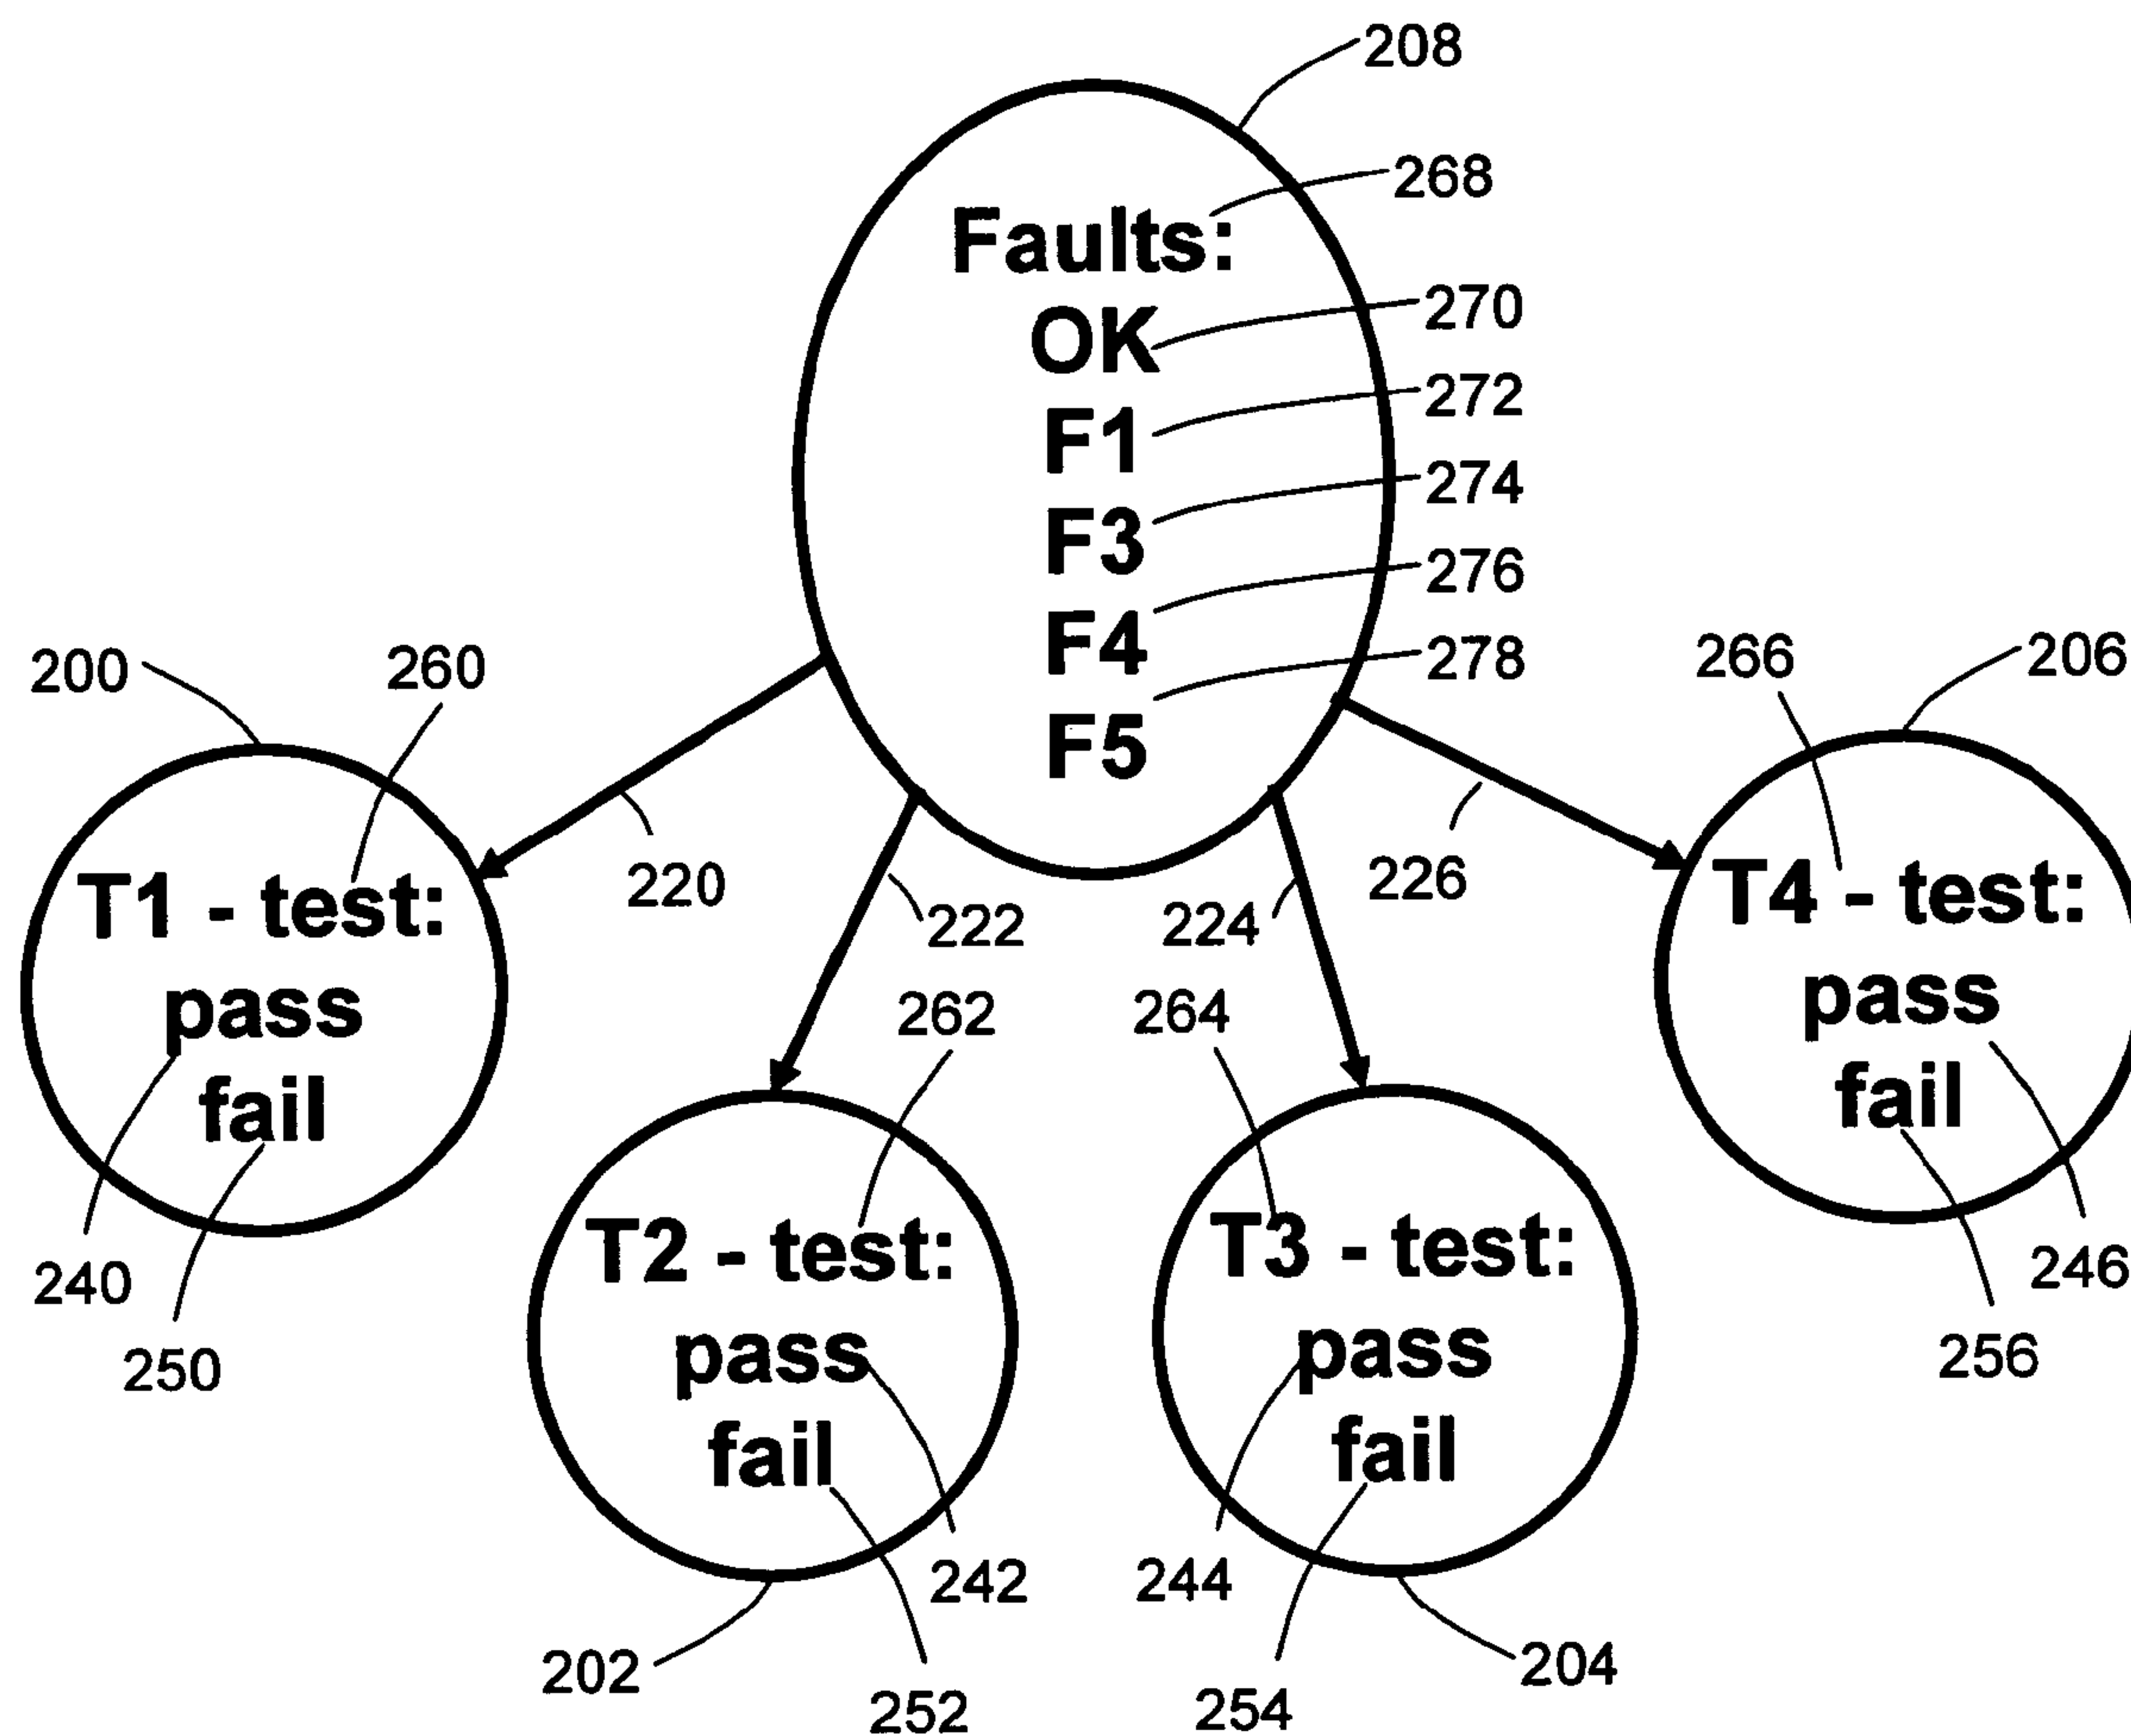 208
268
Faults:
OK
270
F1
272
F3
274
F4
276
F5
278
200
260
266
206
220
222
224
226
T1 - test:
pass
fail
T4 - test:
pass
fail
262
264
240
250
T2 - test:
pass
fail
T3 - test:
pass
fail
246
256
242
244
202
252
254
204